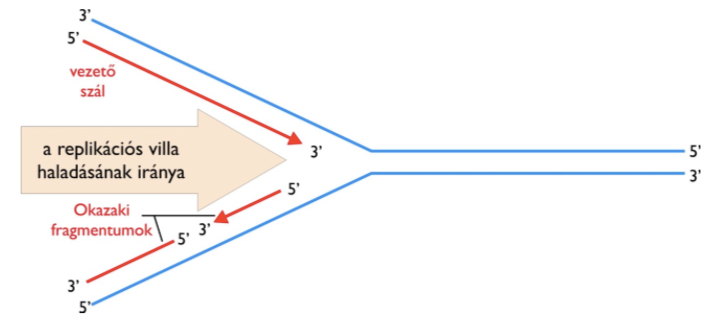 3’
5’
vezető
szál
a replikációs villa
haladásának iránya
3’
5’
3’
5’
Okazaki
fragmentumok
3’
5’
3’
5’